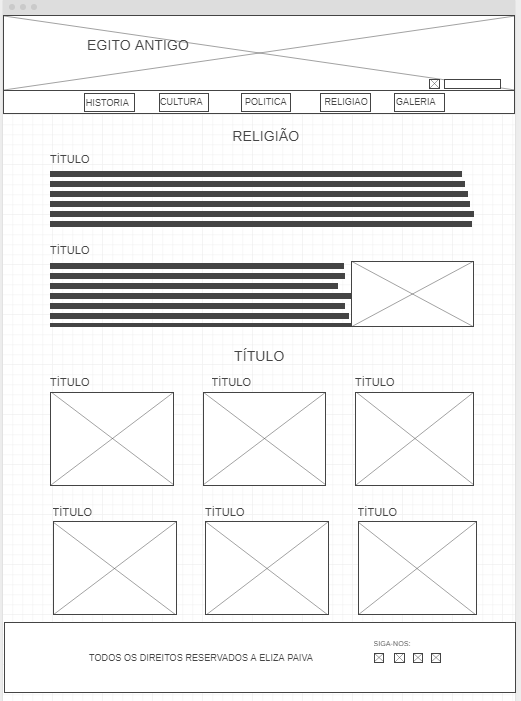 EGITO ANTIGO
HISTORIA CULTURA POLITICA RELIGIAO GALERIA
RELIGIÃO
TÍTULO
TÍTULO
TÍTULO
TÍTULO TÍTULO TÍTULO
TÍTULO TÍTULO TÍTULO
SIGA-NOS:
TODOS OS DIREITOS RESERVADOS A ELIZA PAIVA